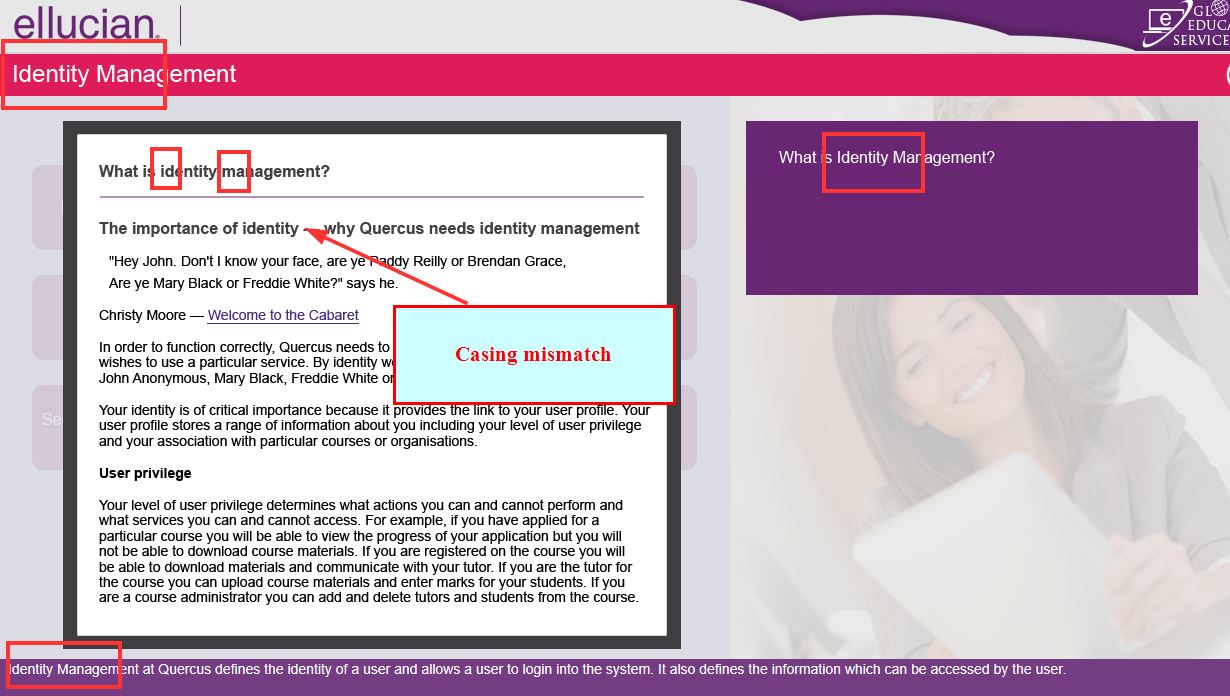 ellucian.
GL
EDUCA
SERVICE
Identity Management
What is identity management?
The importance of identity — why Quercus needs identity management
"Hey John. Don't I know your face, are ye Paddy Reilly or Brendan Grace,
Are ye Mary Black or Freddie White?" says he.
Christy Moore — Welcome to the Cabaret
In order to function correctly, Quercus needs to
wishes to use a particular service. By identity
John Anonymous, Mary Black, Freddie White or
Casing mismatch
Your identity is of critical importance because it provides the link to your user profile. Your
user profile stores a range of information about you including your level of user privilege
and your association with particular courses or organisations.
User privilege
Your level of user privilege determines what actions you can and cannot perform and
what services you can and cannot access. For example, if you have applied for a
particular course you will be able to view the progress of your application but you will
not be able to download course materials. If you are registered on the course you will
be able to download materials and communicate with your tutor. If you are the tutor for
the course you can upload course materials and enter marks for your students. If you
are a course administrator you can add and delete tutors and students from the course.
What is Identity Management?
Se
Identity Management at Quercus defines the identity of a user and allows a user to login into the system. It also defines the information which can be accessed by the user.